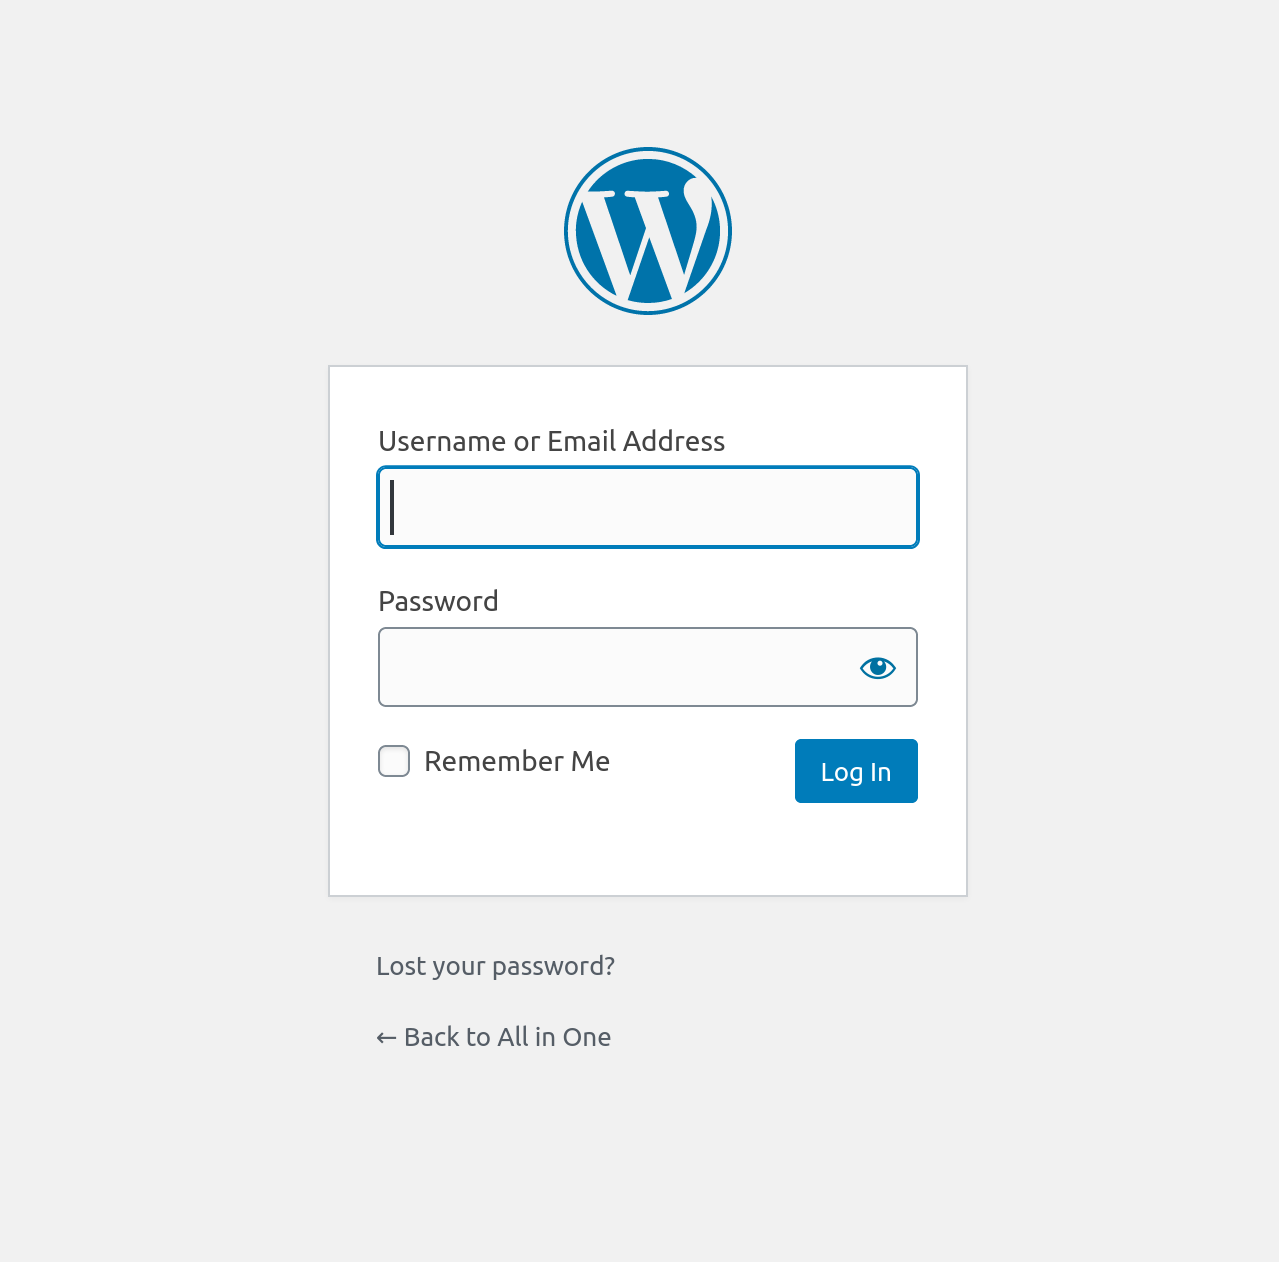 Username or Email Address
Password
Remember Me
Log In
Lost your password?
← Back to All in One